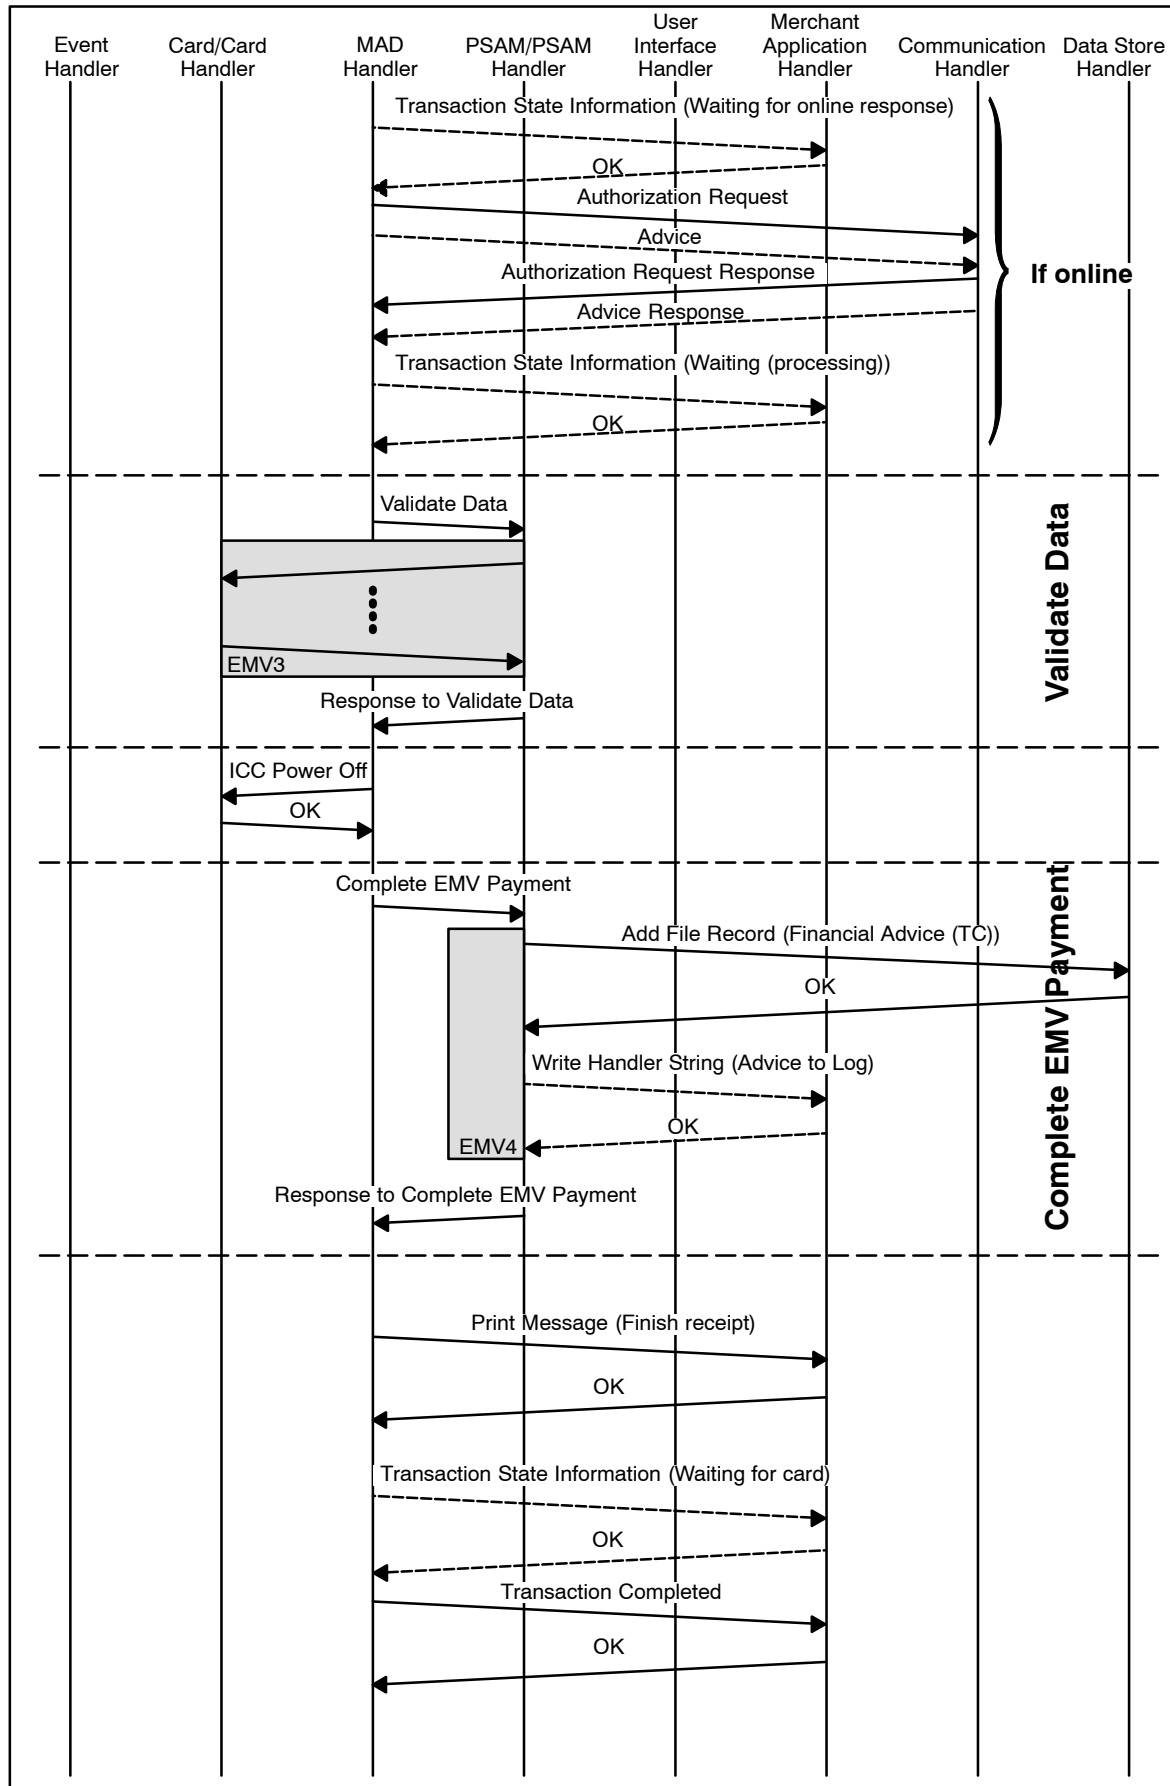 Event
Handler
Card/Card
Handler
MAD
Handler
PSAM/PSAM
Handler
User
Interface
Handler
Merchant
Application
Handler
Communication
Handler
Data Store
Handler
Transaction State Information (Waiting for online response)
OK
Authorization Request
Advice
Authorization Request Response
Advice Response
If online
Transaction State Information (Waiting (processing))
OK
Validate Data
Validate Data
EMV3
Response to Validate Data
ICC Power Off
OK
Complete EMV Payment
Complete EMV Payment
Add File Record (Financial Advice (TC))
OK
Write Handler String (Advice to Log)
OK
EMV4
Response to Complete EMV Payment
Print Message (Finish receipt)
OK
Transaction State Information (Waiting for card)
OK
Transaction Completed
OK